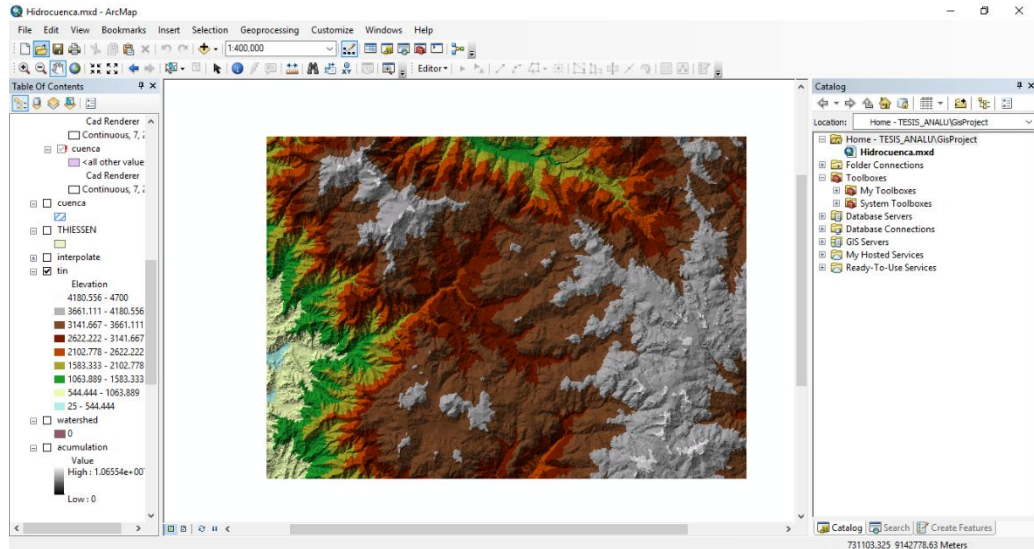 Hidrocuenca.mxd - ArcMap
File Edit View Bookmarks Insert Selection Geoprocessing Customize Windows Help
1:400,000
Editor
Table Of Contents
Cad Renderer
Continuous, 7, 
cuenca
<all other value
Cad Renderer
Continuous, 7, 
cuenca
THIESSEN
interpolate
tin
Elevation
4180.556 - 4700
3661.111 - 4180.556
3141.667 - 3661.111
2622.222 - 3141.667
2102.778 - 2622.222
1583.333 - 2102.778
1063.889 - 1583.333
544.444 - 1063.889
25 - 544.444
watershed
0
acumulation
Value
High : 1.06554e+00
Low : 0
Catalog
Location: Home - TESIS_ANALU\GisProject
Home - TESIS_ANALU\GisProject
Hidrocuenca.mxd
Folder Connections
Toolboxes
My Toolboxes
System Toolboxes
Database Servers
Database Connections
GIS Servers
My Hosted Services
Ready-To-Use Services
Catalog Search Create Features
731103.325 9142778.63 Meters